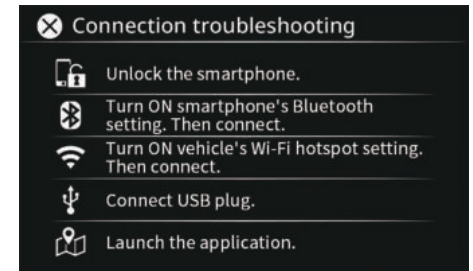 Connection troubleshooting
Unlock the smartphone.
Turn ON smartphone's Bluetooth
setting. Then connect.
Turn ON vehicle's Wi-Fi hotspot setting.
Then connect.
Connect USB plug.
Launch the application.